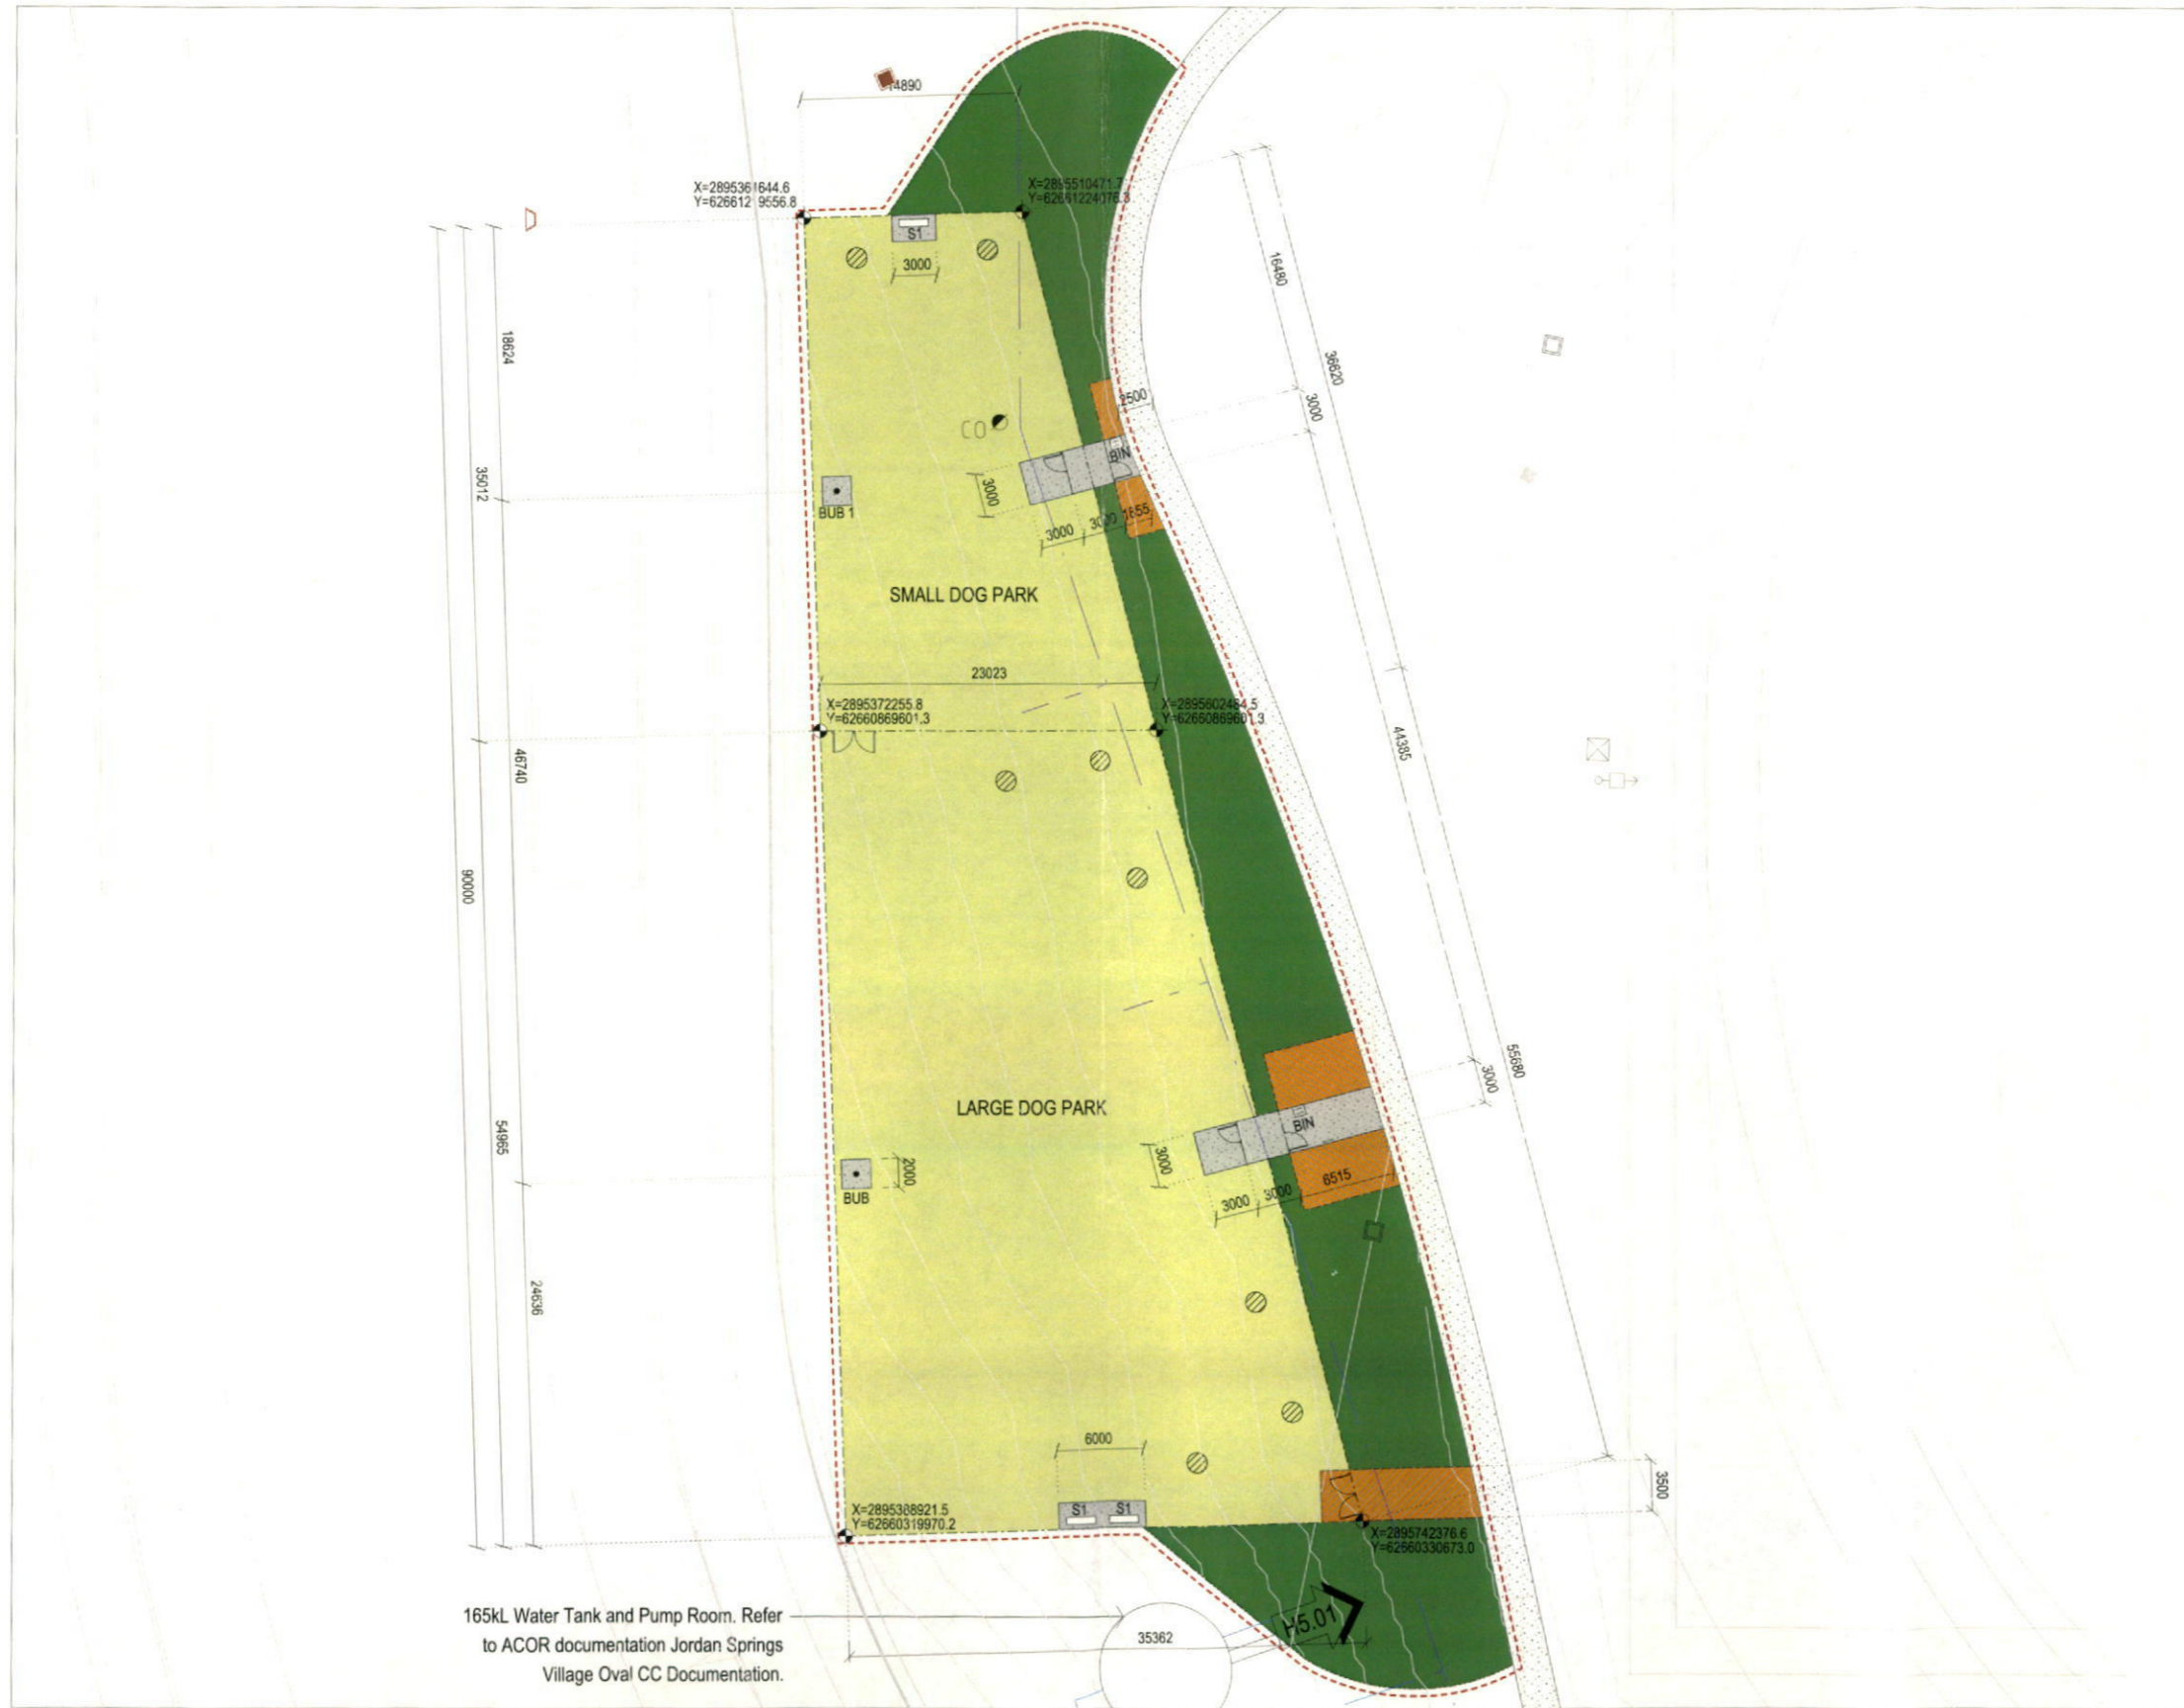 14890
X=2895361644.6
Y=626612 9556.8
X=2895510471.7
Y=62661224076.3
S1
3000
16480
36620
18624
2500
3000
CO
BIN
35012
3000
BUB 1
3000
3000
1655
SMALL DOG PARK
23023
X=2895372255.8
Y=62660869601.3
X=2895602484.5
Y=62660869601.3
44385
46740
90000
55680
3000
LARGE DOG PARK
BIN
54965
3000
2000
BUB
6515
3000
3000
24636
6000
3500
S1
S1
X=2895388921.5
Y=62660319970.2
X=2895742376.6
Y=62660330673.0
165kL Water Tank and Pump Room. Refer
to ACOR documentation Jordan Springs
Village Oval CC Documentation.
H5.01
35362